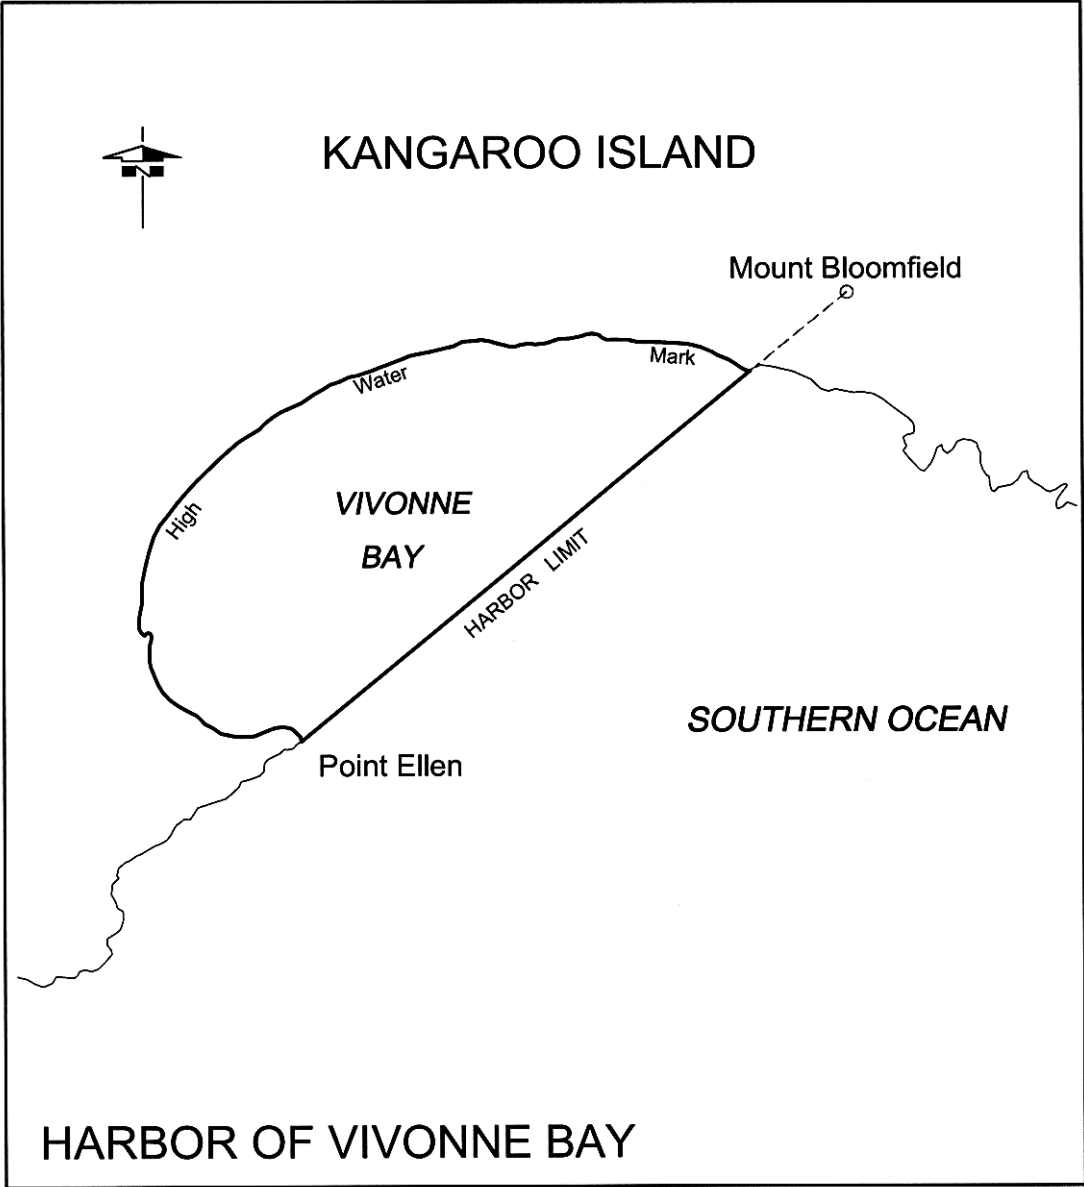 KANGAROO ISLAND
N
Mount Bloomfield
Mark
Water
High
VIVONNE
BAY
HARBOR LIMIT
SOUTHERN OCEAN
Point Ellen
HARBOR OF VIVONNE BAY